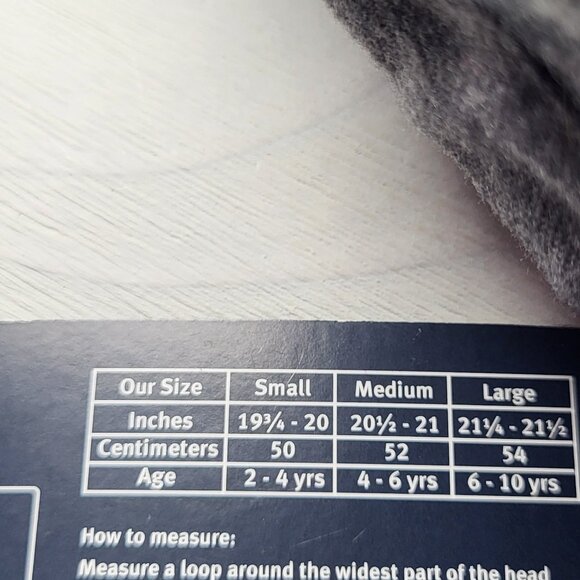 Our Size Small Medium Large
Inches 19¾ - 20 20½ - 21 21¼ - 21½
Centimeters 50 52 54
Age 2 - 4 yrs 4 - 6 yrs 6 - 10 yrs
How to measure:
Measure a loop around the widest part of the head